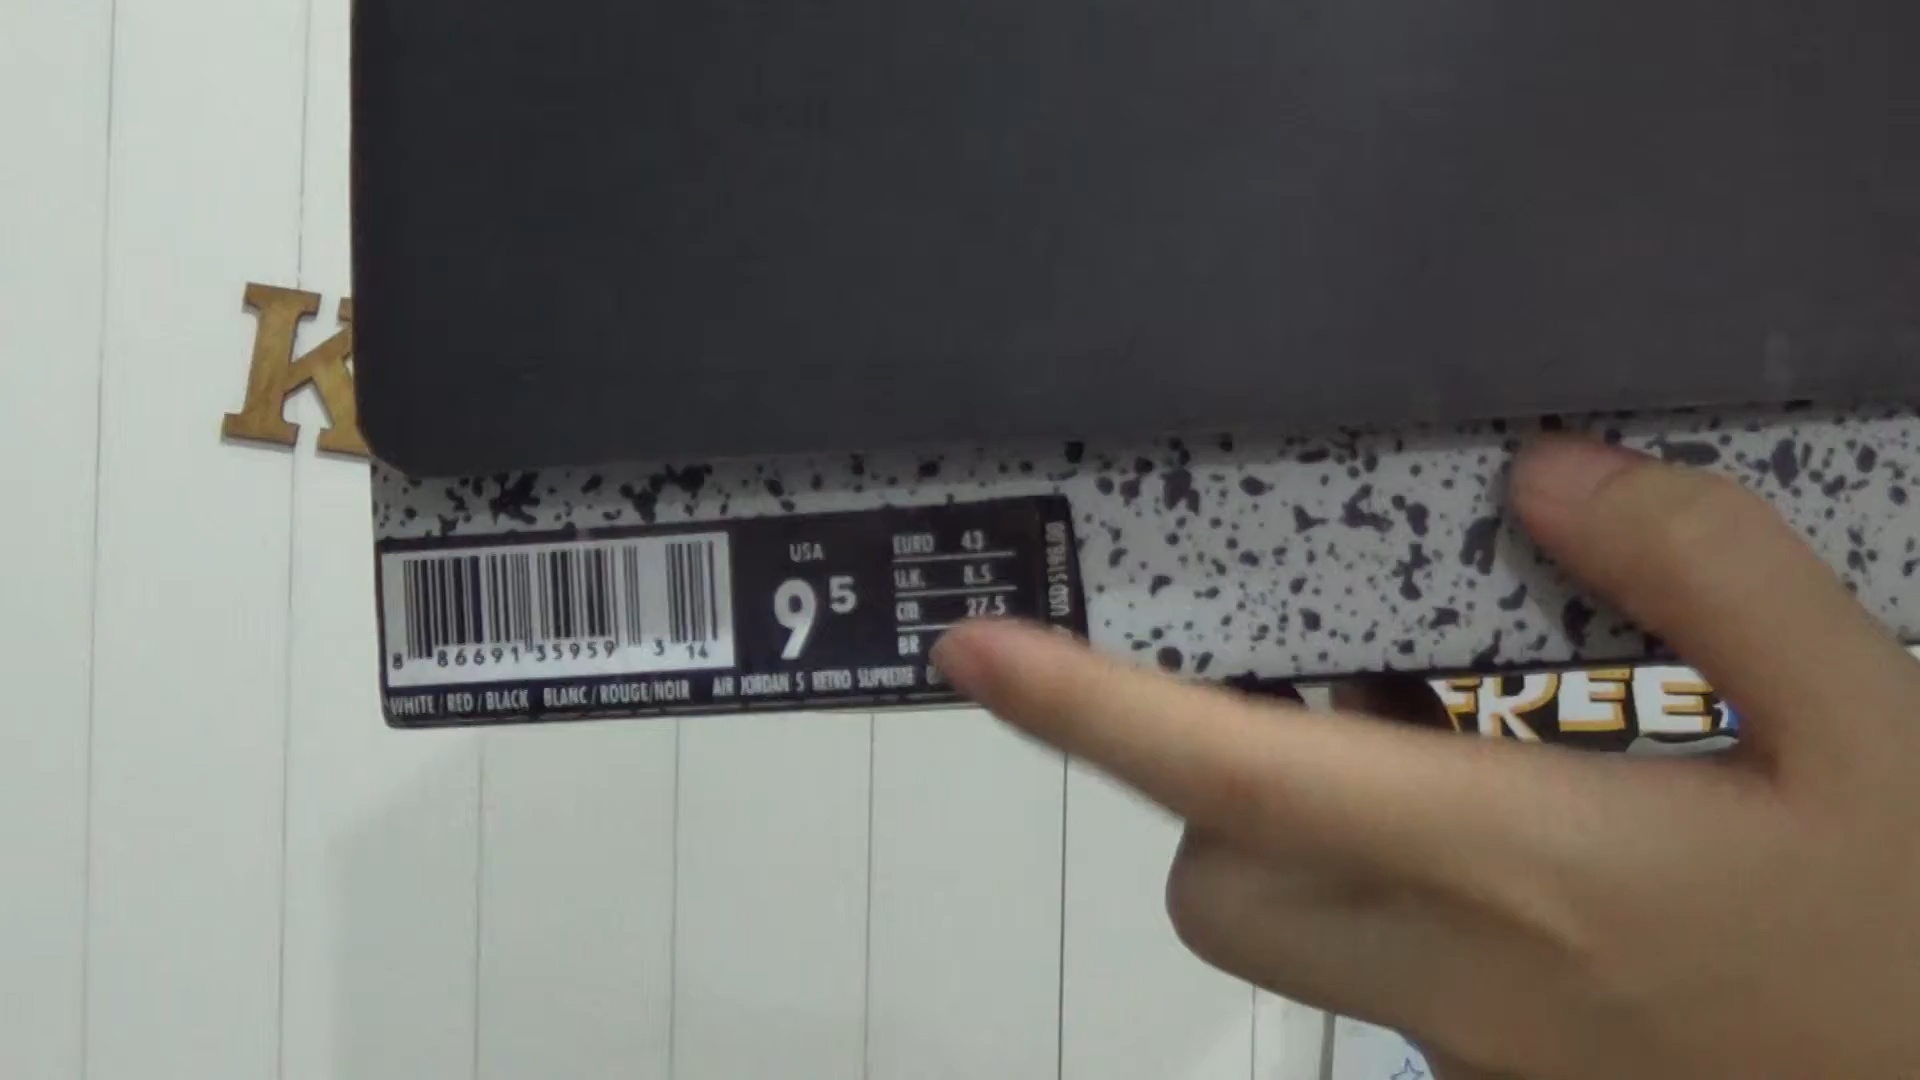 K
USA
9 5
EURO 43
U.K. 8.5
cm 27.5
BR
USD $198.00
8 86691 35959 3 14
WHITE / RED / BLACK BLANC / ROUGE / NOIR AIR JORDAN 5 RETRO SUPREME
FREE